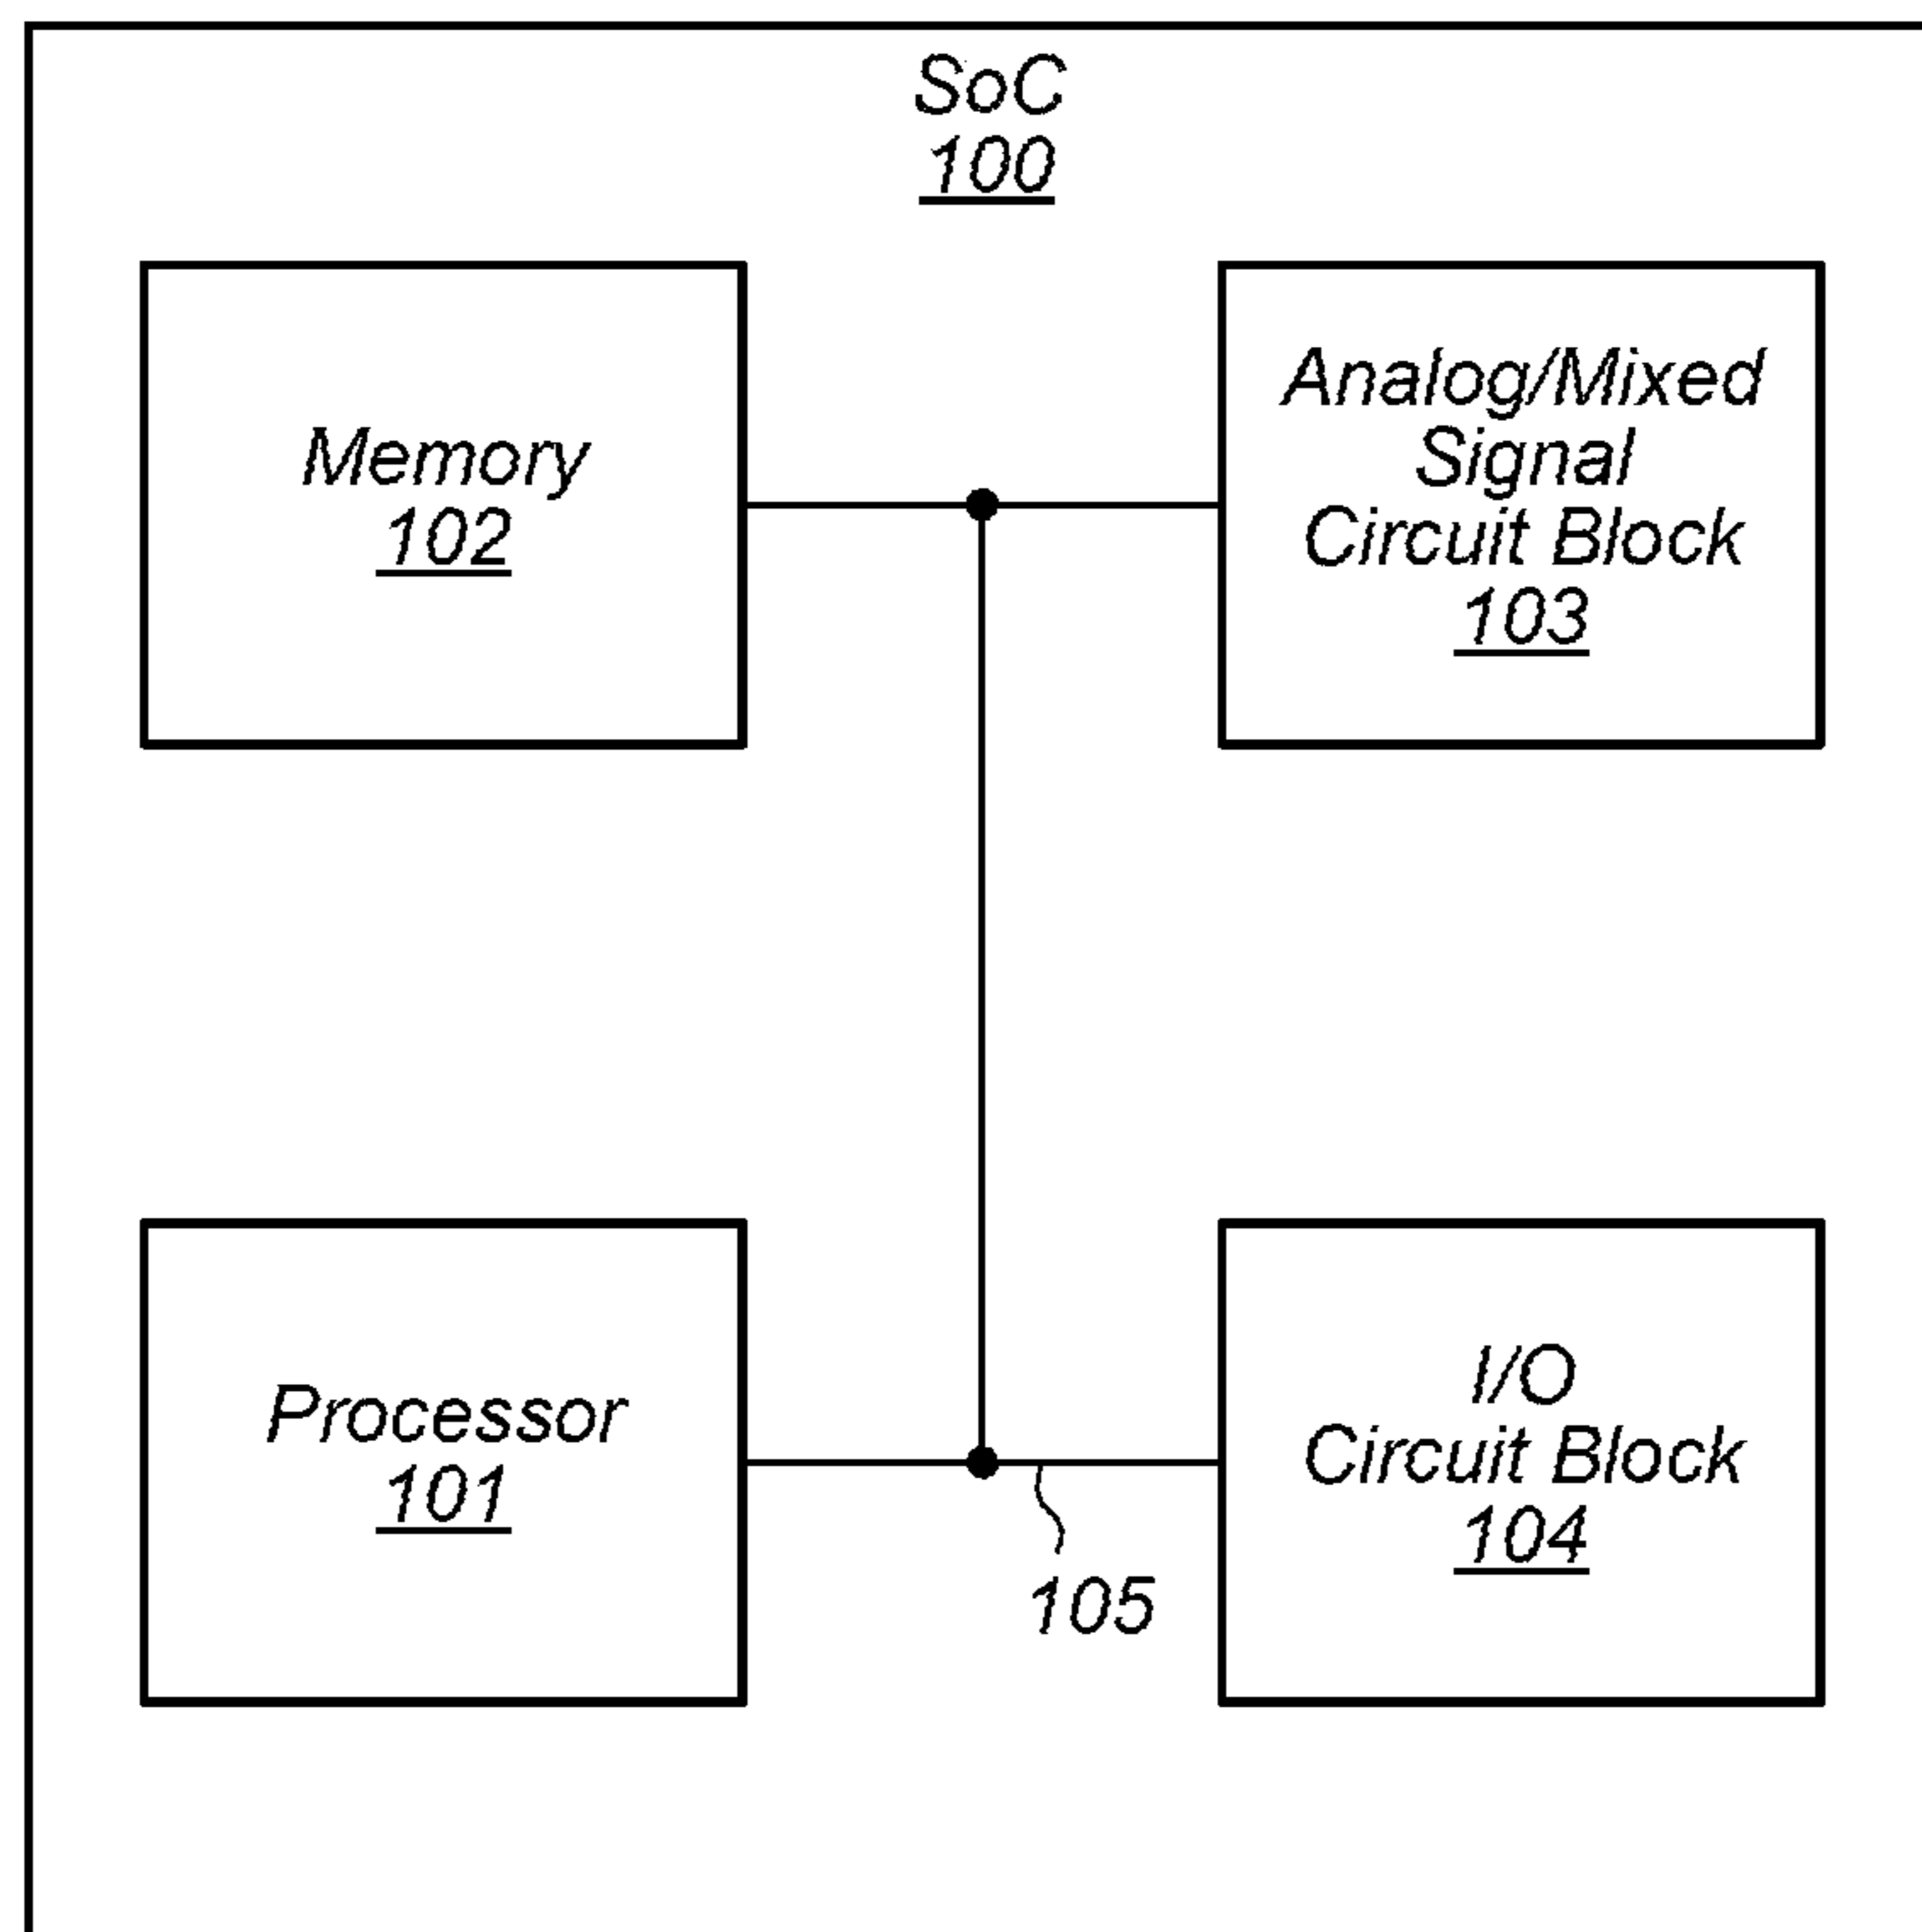 SoC
100
Memory
102
Analog/Mixed
Signal
Circuit Block
103
Processor
101
I/O
Circuit Block
104
105